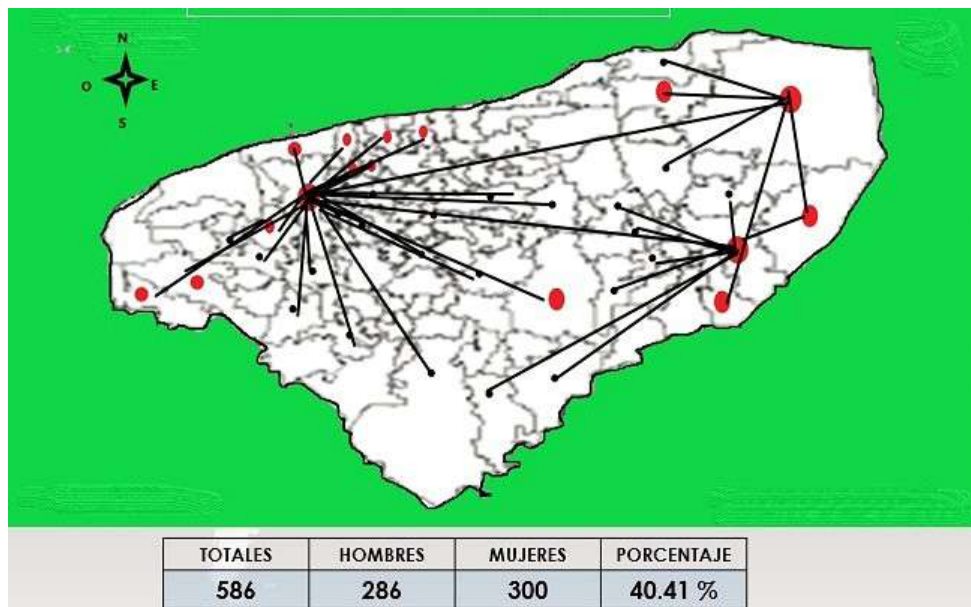 N
O E
S
TOTALES HOMBRES MUJERES PORCENTAJE
586 286 300 40.41 %